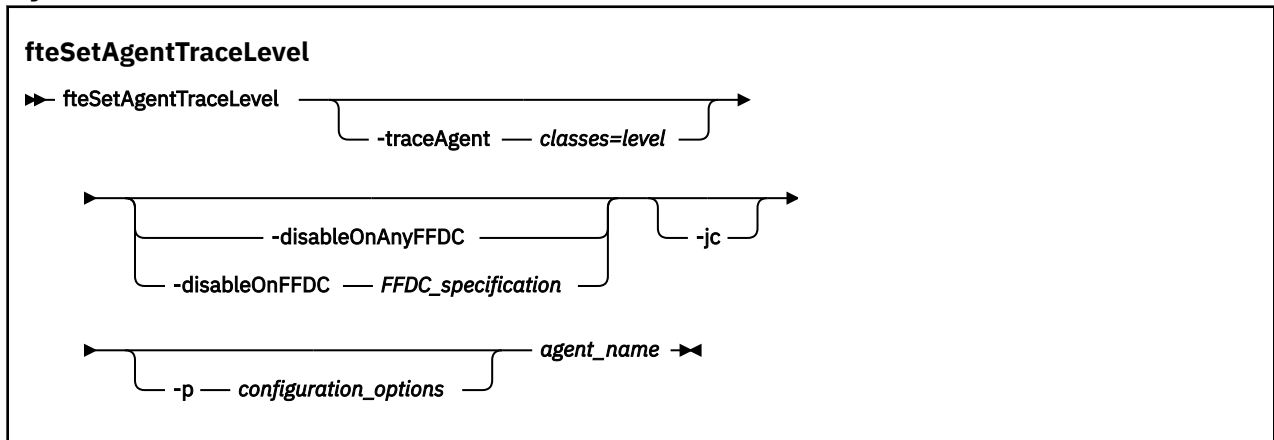 fteSetAgentTraceLevel
fteSetAgentTraceLevel
-traceAgent classes=level
-disableOnAnyFFDC
-jc
-disableOnFFDC FFDC_specification
agent_name
-p configuration_options